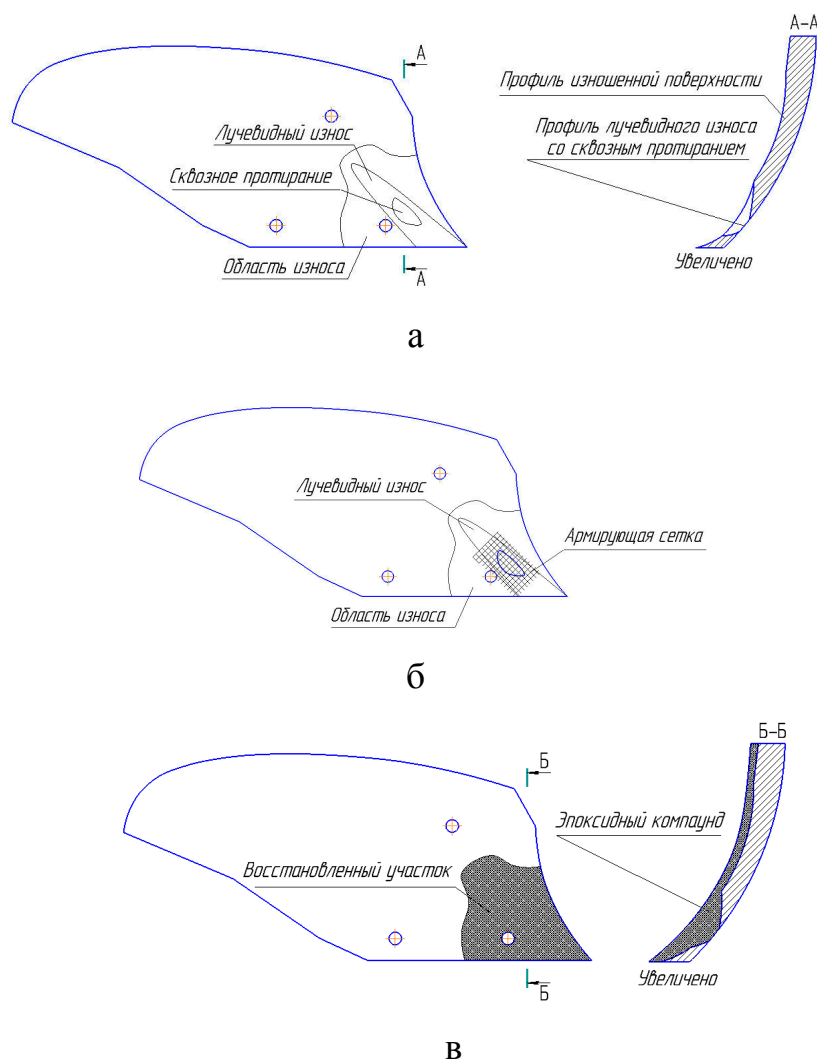 А
А-А
Профиль изношенной поверхности
Лучевидный износ
Профиль лучевидного износа
со сквозным протиранием
Сквозное протирание
Область износа
Увеличено
А
а
Лучевидный износ
Армирующая сетка
Область износа
б
Б
Б-Б
Эпоксидный компаунд
Восстановленный участок
Увеличено
Б
в